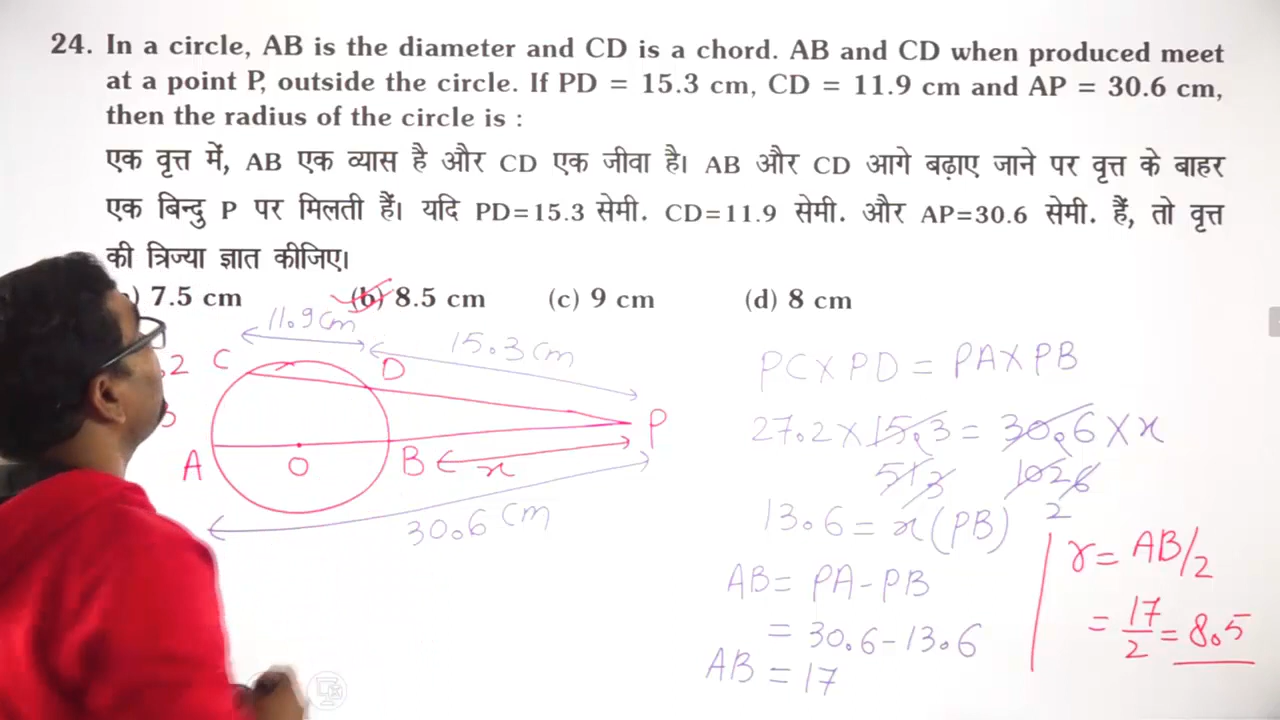 24. In a circle, AB is the diameter and CD is a chord. AB and CD when produced meet
at a point P, outside the circle. If PD = 15.3 cm, CD = 11.9 cm and AP = 30.6 cm,
then the radius of the circle is :
एक वृत्त में, AB एक व्यास है और CD एक जीवा है। AB और CD आगे बढ़ाए जाने पर वृत्त के बाहर
एक बिन्दु P पर मिलती हैं। यदि PD=15.3 सेमी. CD=11.9 सेमी. और AP=30.6 सेमी. हैं, तो वृत्त
की त्रिज्या ज्ञात कीजिए।
) 7.5 cm (b) 8.5 cm (c) 9 cm (d) 8 cm
11.9 cm
15.3 cm
.2 C D
P
A O B x
30.6 cm
PC×PD = PA×PB
27.2×15.3 = 30.6×x
513 1026
2
13.6 = x(PB)
AB = PA-PB
= 30.6-13.6
AB = 17
r = AB/2
= 17/2 = 8.5